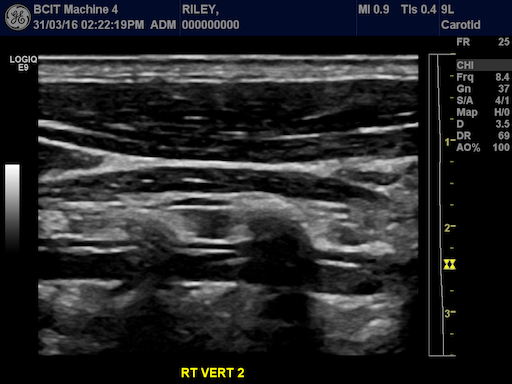 GE
BCIT Machine 4
RILEY,
MI 0.9 TIs 0.4 9L
31/03/16 02:22:19PM ADM
000000000
Carotid
LOGIQ
E9
FR 25
CHI
Frq 8.4
Gn 37
S/A 4/1
Map H/0
D 3.5
DR 69
AO% 100
1
2
3
RT VERT 2